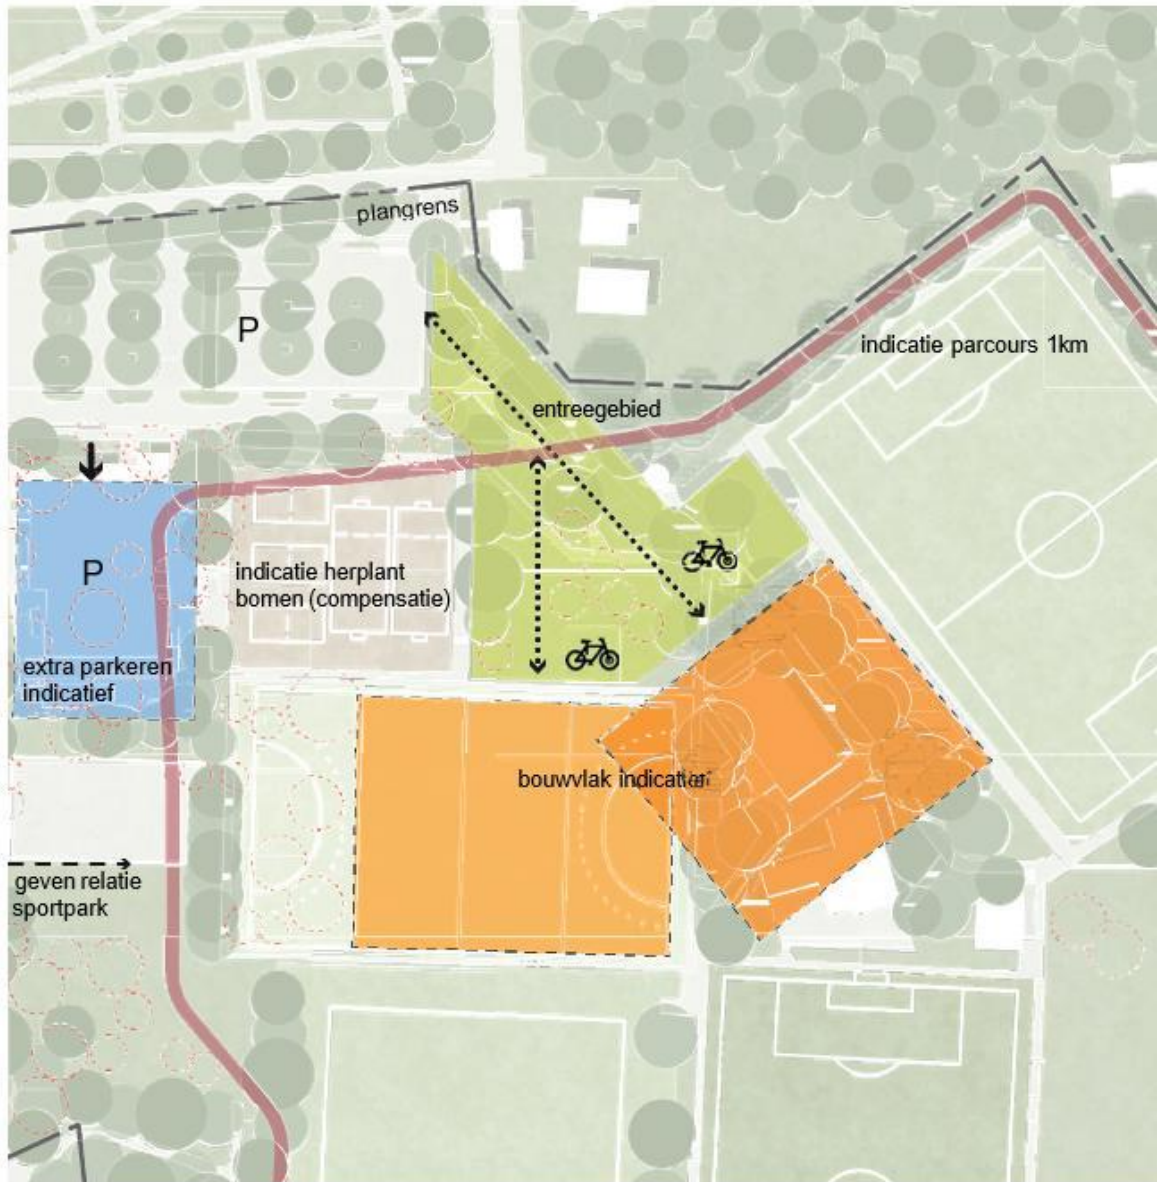 plangrens
P
indicatie parcours 1km
entreegebied
P
indicatie herplant
bomen (compensatie)
extra parkeren
indicatief
bouwvlak indicatief
geven relatie
sportpark